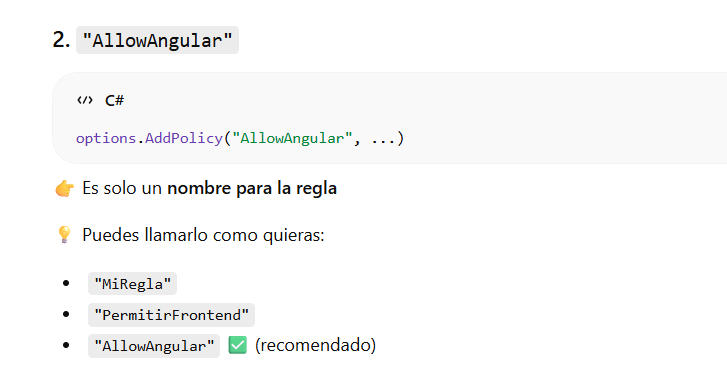 2. "AllowAngular"
</> C#
options.AddPolicy("AllowAngular", ...)
👉 Es solo un nombre para la regla
💡 Puedes llamarlo como quieras:
• "MiRegla"
• "PermitirFrontend"
• "AllowAngular" ✅ (recomendado)